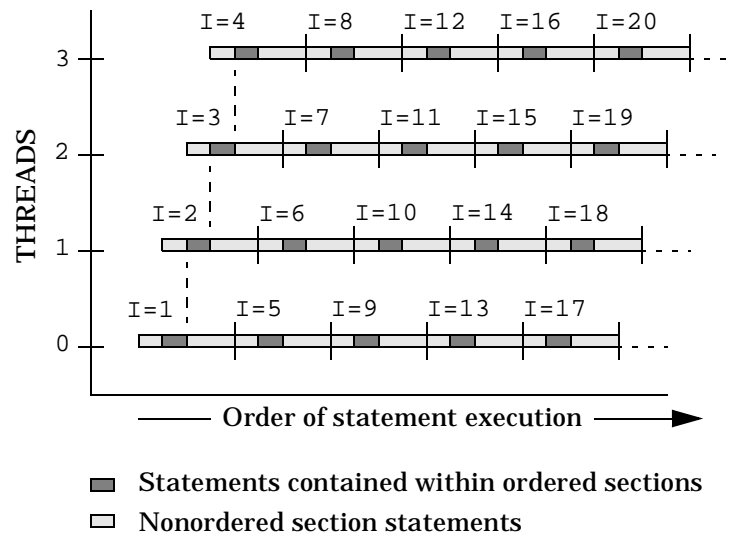 I=4 I=8 I=12 I=16 I=20
3
I=3 I=7 I=11 I=15 I=19
2
I=2 I=6 I=10 I=14 I=18
1
I=1 I=5 I=9 I=13 I=17
0
THREADS
Order of statement execution
Statements contained within ordered sections
Nonordered section statements